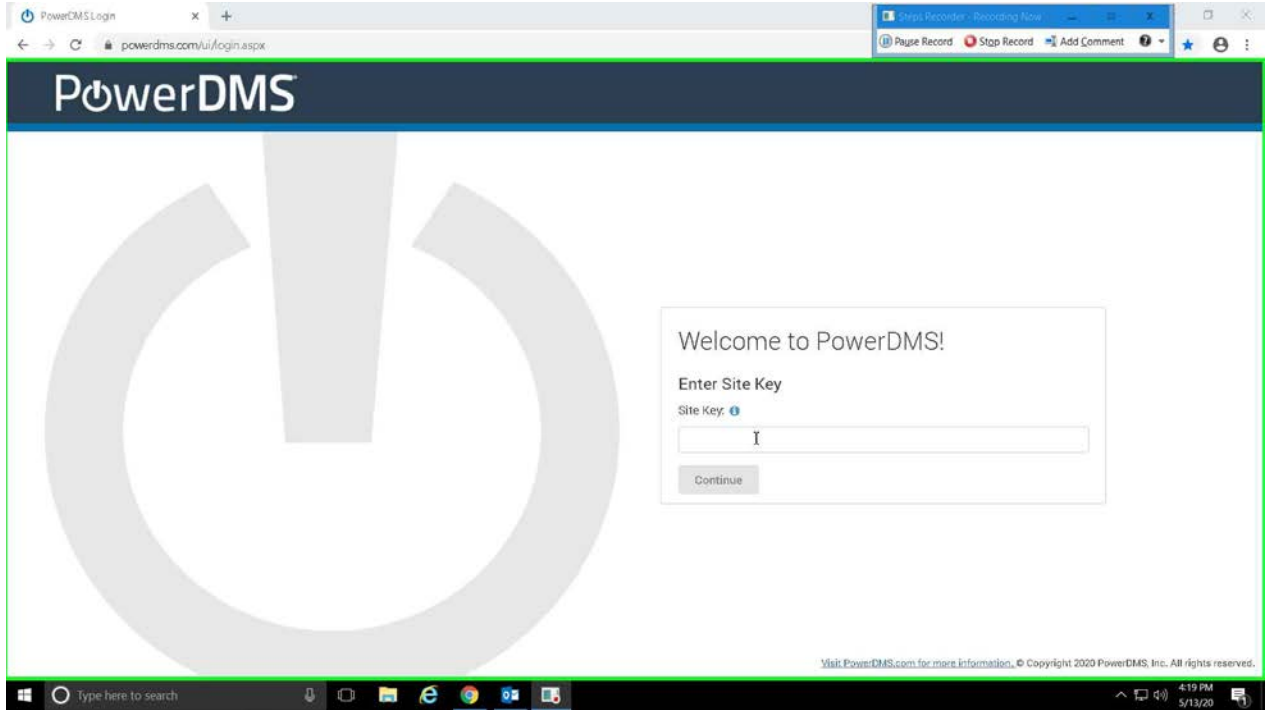 PowerDMS Login
Steps Recorder - Recording Now
powerdms.com/ui/login.aspx
Pause Record Stop Record Add Comment
PowerDMS
Welcome to PowerDMS!
Enter Site Key
Site Key:
Continue
Visit PowerDMS.com for more information. © Copyright 2020 PowerDMS, Inc. All rights reserved.
Type here to search
4:19 PM
5/13/20
1